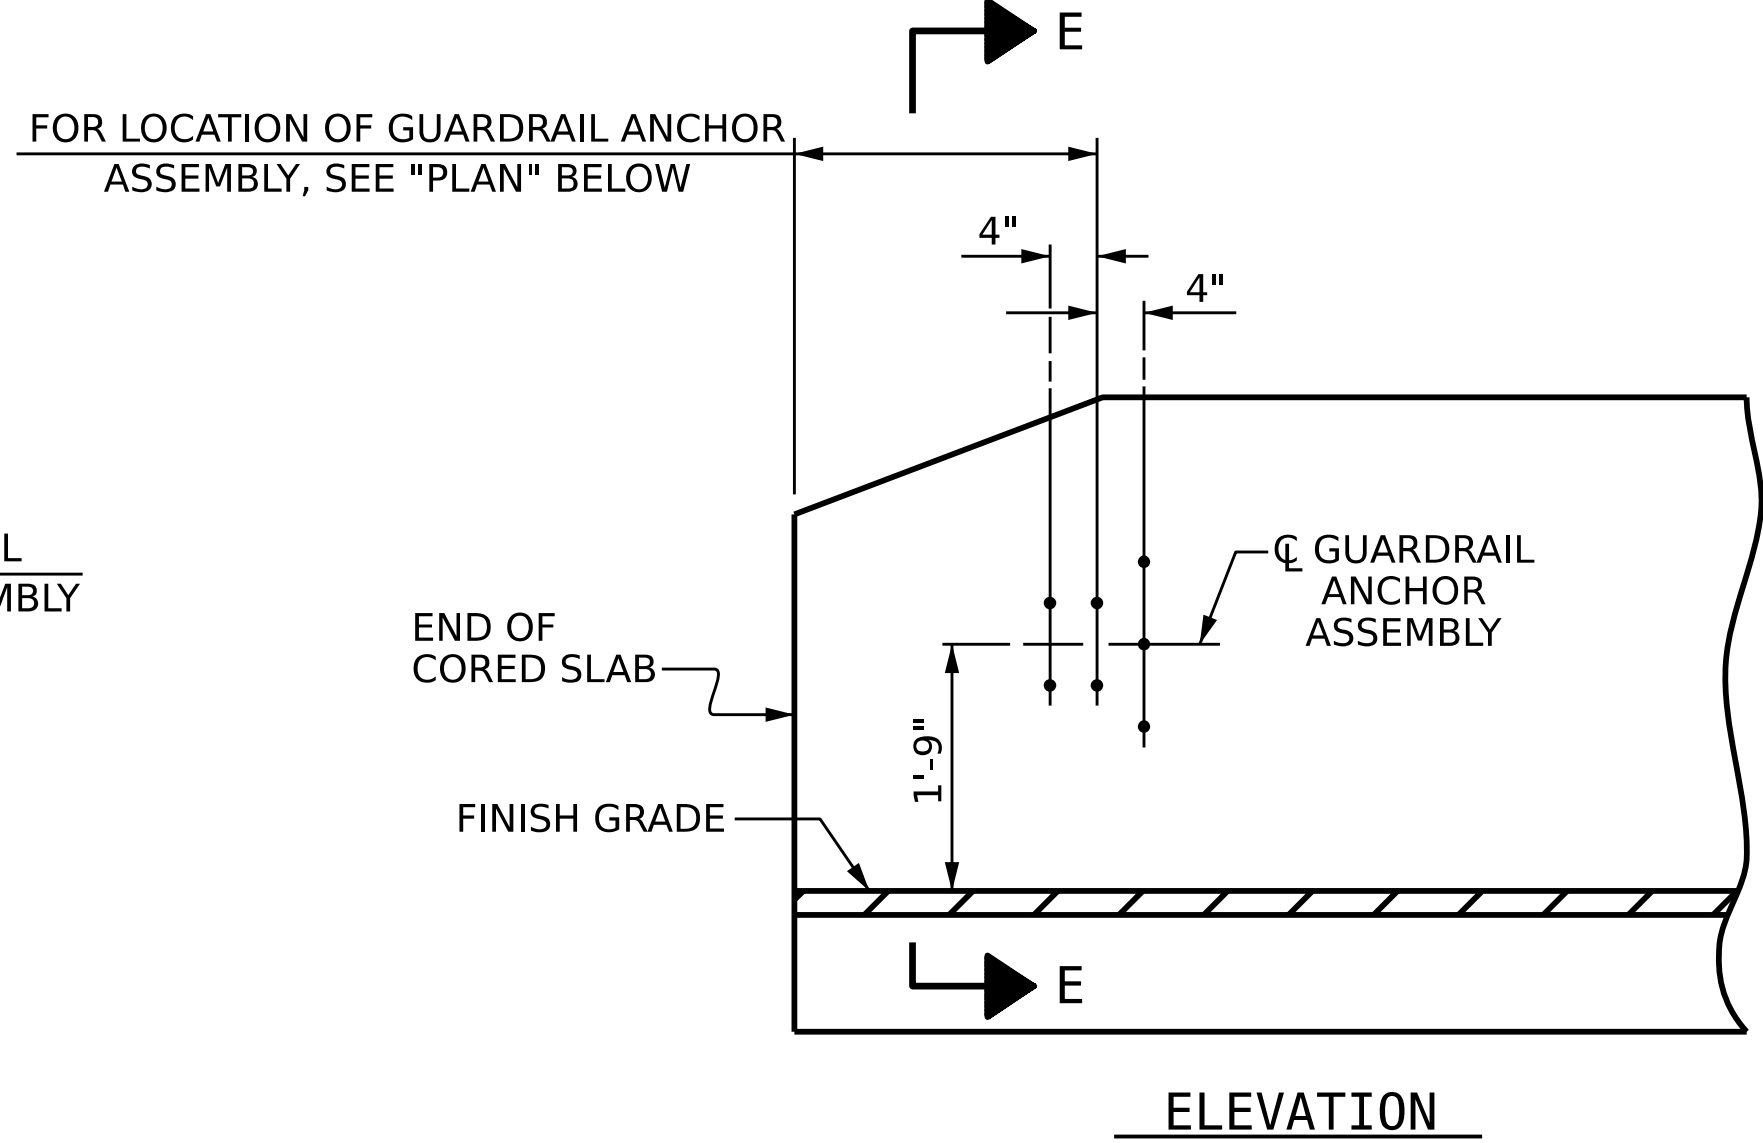 E
FOR LOCATION OF GUARDRAIL ANCHOR
ASSEMBLY, SEE "PLAN" BELOW
4"
4"
L
MBLY
℄ GUARDRAIL
ANCHOR
ASSEMBLY
END OF
CORED SLAB
1'-9"
FINISH GRADE
E
ELEVATION